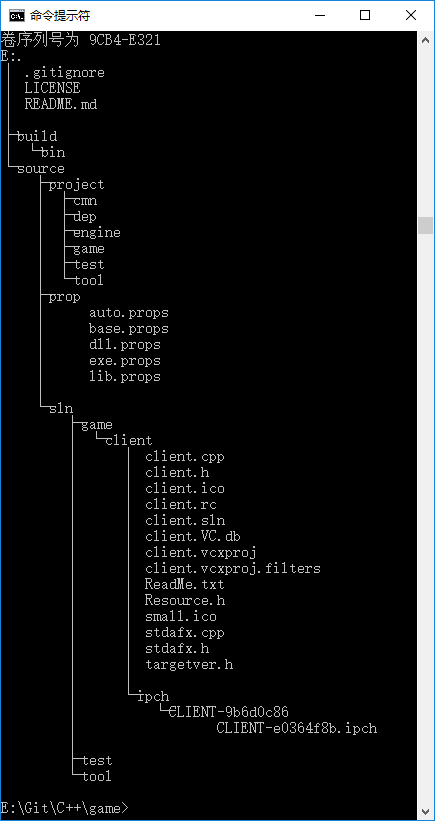 命令提示符
卷序列号为 9CB4-E321
E:.
.gitignore
LICENSE
README.md
build
bin
source
project
cmn
dep
engine
game
test
tool
prop
auto.props
base.props
dll.props
exe.props
lib.props
sln
game
client
client.cpp
client.h
client.ico
client.rc
client.sln
client.VC.db
client.vcxproj
client.vcxproj.filters
ReadMe.txt
Resource.h
small.ico
stdafx.cpp
stdafx.h
targetver.h
ipch
CLIENT-9b6d0c86
CLIENT-e0364f8b.ipch
test
tool
E:\Git\C++\game>